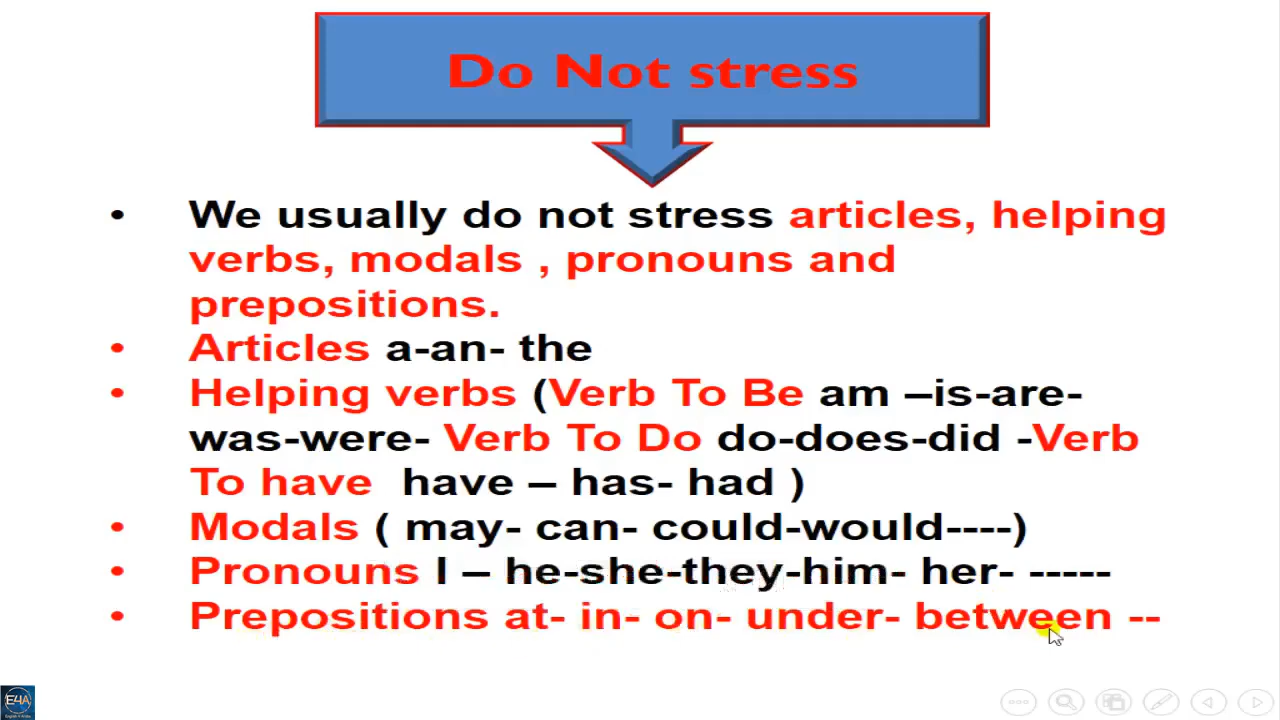 Do Not stress
• We usually do not stress articles, helping
verbs, modals , pronouns and
prepositions.
• Articles a-an- the
• Helping verbs (Verb To Be am –is-are-
was-were- Verb To Do do-does-did -Verb
To have have – has- had )
• Modals ( may- can- could-would----)
• Pronouns I – he-she-they-him- her- -----
• Prepositions at- in- on- under- between --
E4A